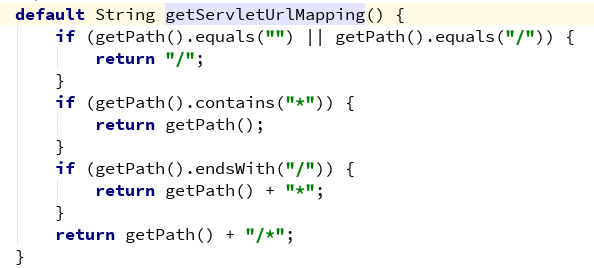 default String getServletUrlMapping() {
    if (getPath().equals("") || getPath().equals("/")) {
        return "/";
    }
    if (getPath().contains("*")) {
        return getPath();
    }
    if (getPath().endsWith("/")) {
        return getPath() + "*";
    }
    return getPath() + "/*";
}